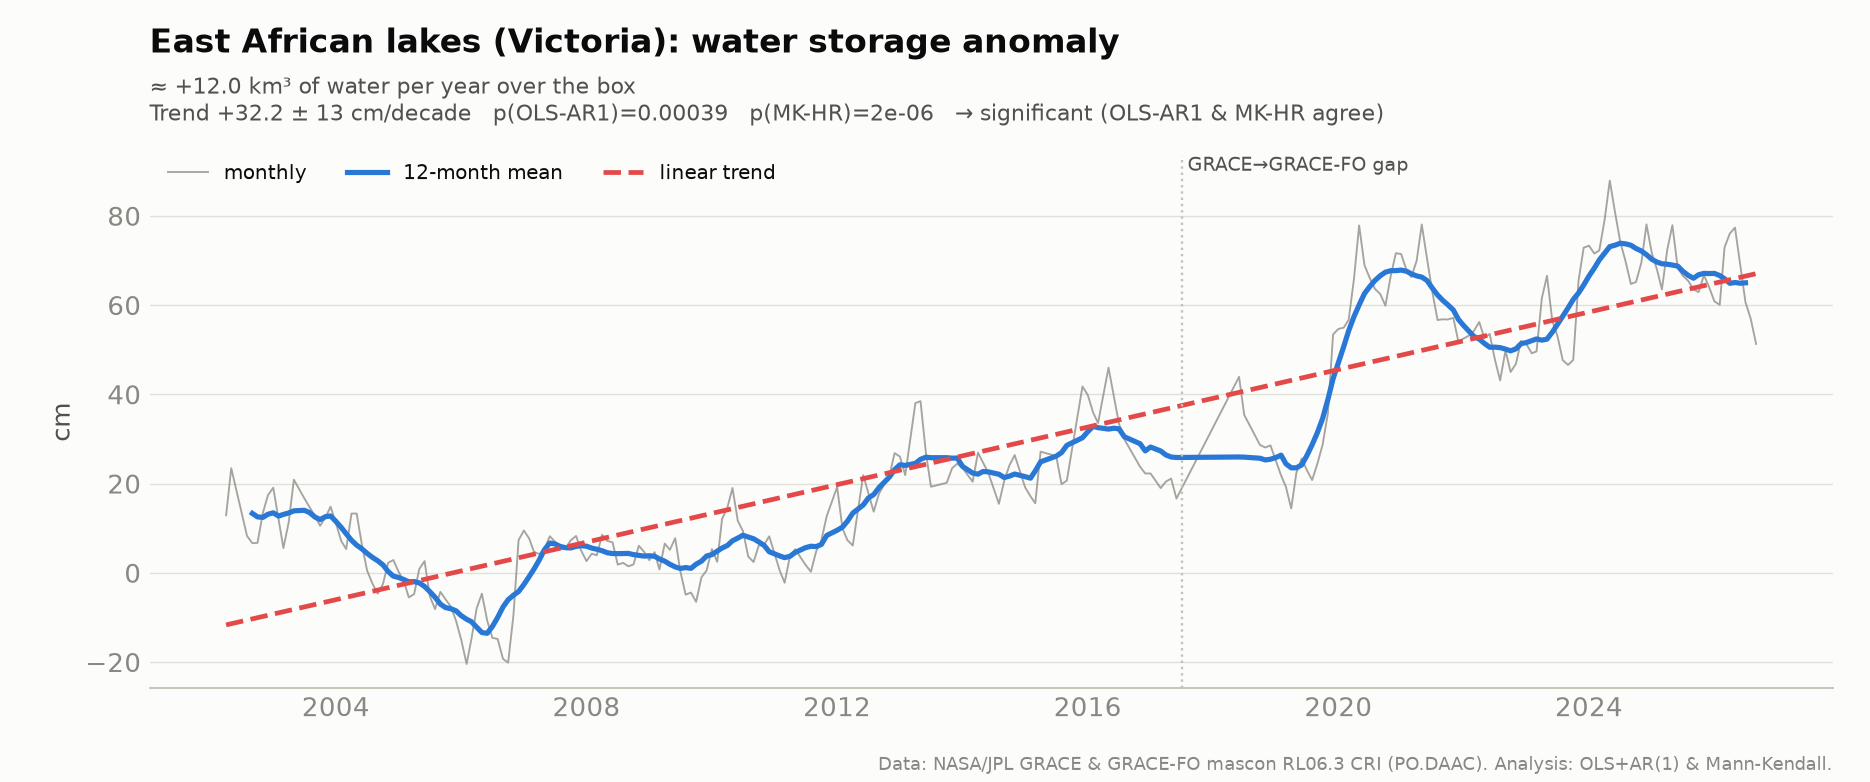 East African lakes (Victoria): water storage anomaly
≈ +12.0 km³ of water per year over the box
Trend +32.2 ± 13 cm/decade p(OLS-AR1)=0.00039 p(MK-HR)=2e-06 → significant (OLS-AR1 & MK-HR agree)
monthly 12-month mean linear trend
GRACE→GRACE-FO gap
80
60
40
20
0
−20
cm
2004 2008 2012 2016 2020 2024
Data: NASA/JPL GRACE & GRACE-FO mascon RL06.3 CRI (PO.DAAC). Analysis: OLS+AR(1) & Mann-Kendall.